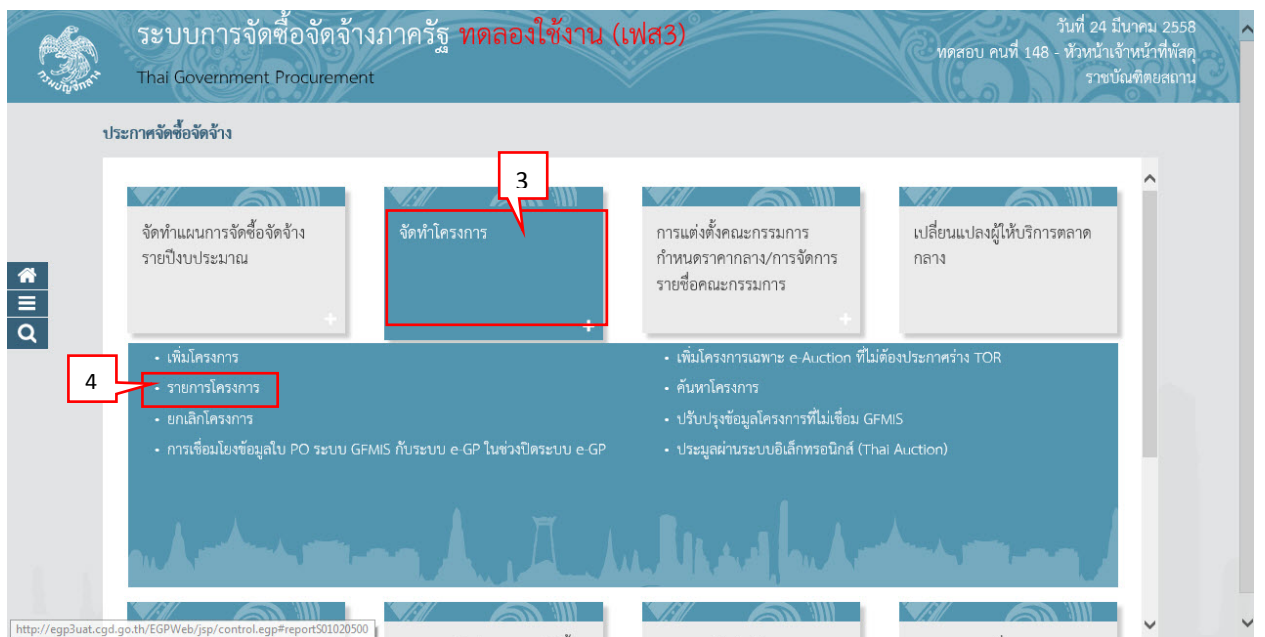 ระบบการจัดซื้อจัดจ้างภาครัฐ ทดลองใช้งาน (เฟส3)
Thai Government Procurement
วันที่ 24 มีนาคม 2558
ทดสอบ คนที่ 148 - หัวหน้าเจ้าหน้าที่พัสดุ
ราชบัณฑิตยสถาน
กรมบัญชีกลาง
ประกาศจัดซื้อจัดจ้าง
3
จัดทำแผนการจัดซื้อจัดจ้าง
รายปีงบประมาณ
จัดทำโครงการ
การแต่งตั้งคณะกรรมการ
กำหนดราคากลาง/การจัดการ
รายชื่อคณะกรรมการ
เปลี่ยนแปลงผู้ให้บริการตลาด
กลาง
4
• เพิ่มโครงการ
• รายการโครงการ
• ยกเลิกโครงการ
• การเชื่อมโยงข้อมูลใบ PO ระบบ GFMIS กับระบบ e-GP ในช่วงปิดระบบ e-GP
• เพิ่มโครงการเฉพาะ e-Auction ที่ไม่ต้องประกาศร่าง TOR
• ค้นหาโครงการ
• ปรับปรุงข้อมูลโครงการที่ไม่เชื่อม GFMIS
• ประมูลผ่านระบบอิเล็กทรอนิกส์ (Thai Auction)
http://egp3uat.cgd.go.th/EGPWeb/jsp/control.egp#reportS01020500